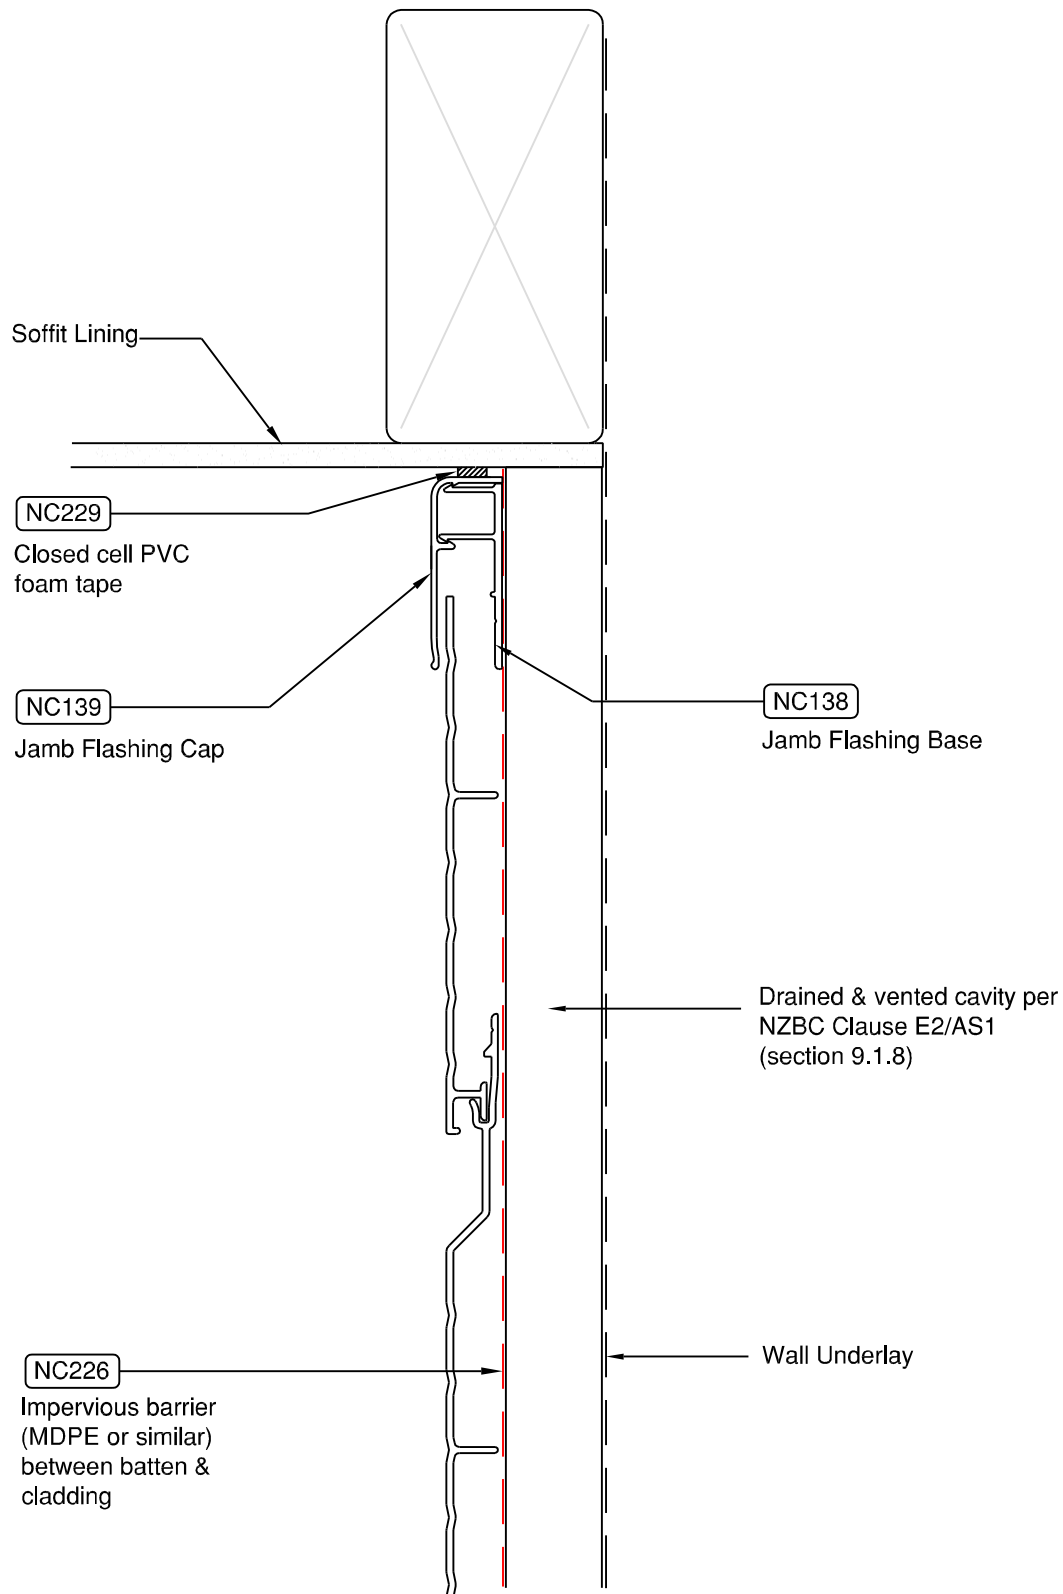 Soffit Lining
NC229
Closed cell PVC
foam tape
NC139
Jamb Flashing Cap
NC138
Jamb Flashing Base
Drained & vented cavity per
NZBC Clause E2/AS1
(section 9.1.8)
Wall Underlay
NC226
Impervious barrier
(MDPE or similar)
between batten &
cladding